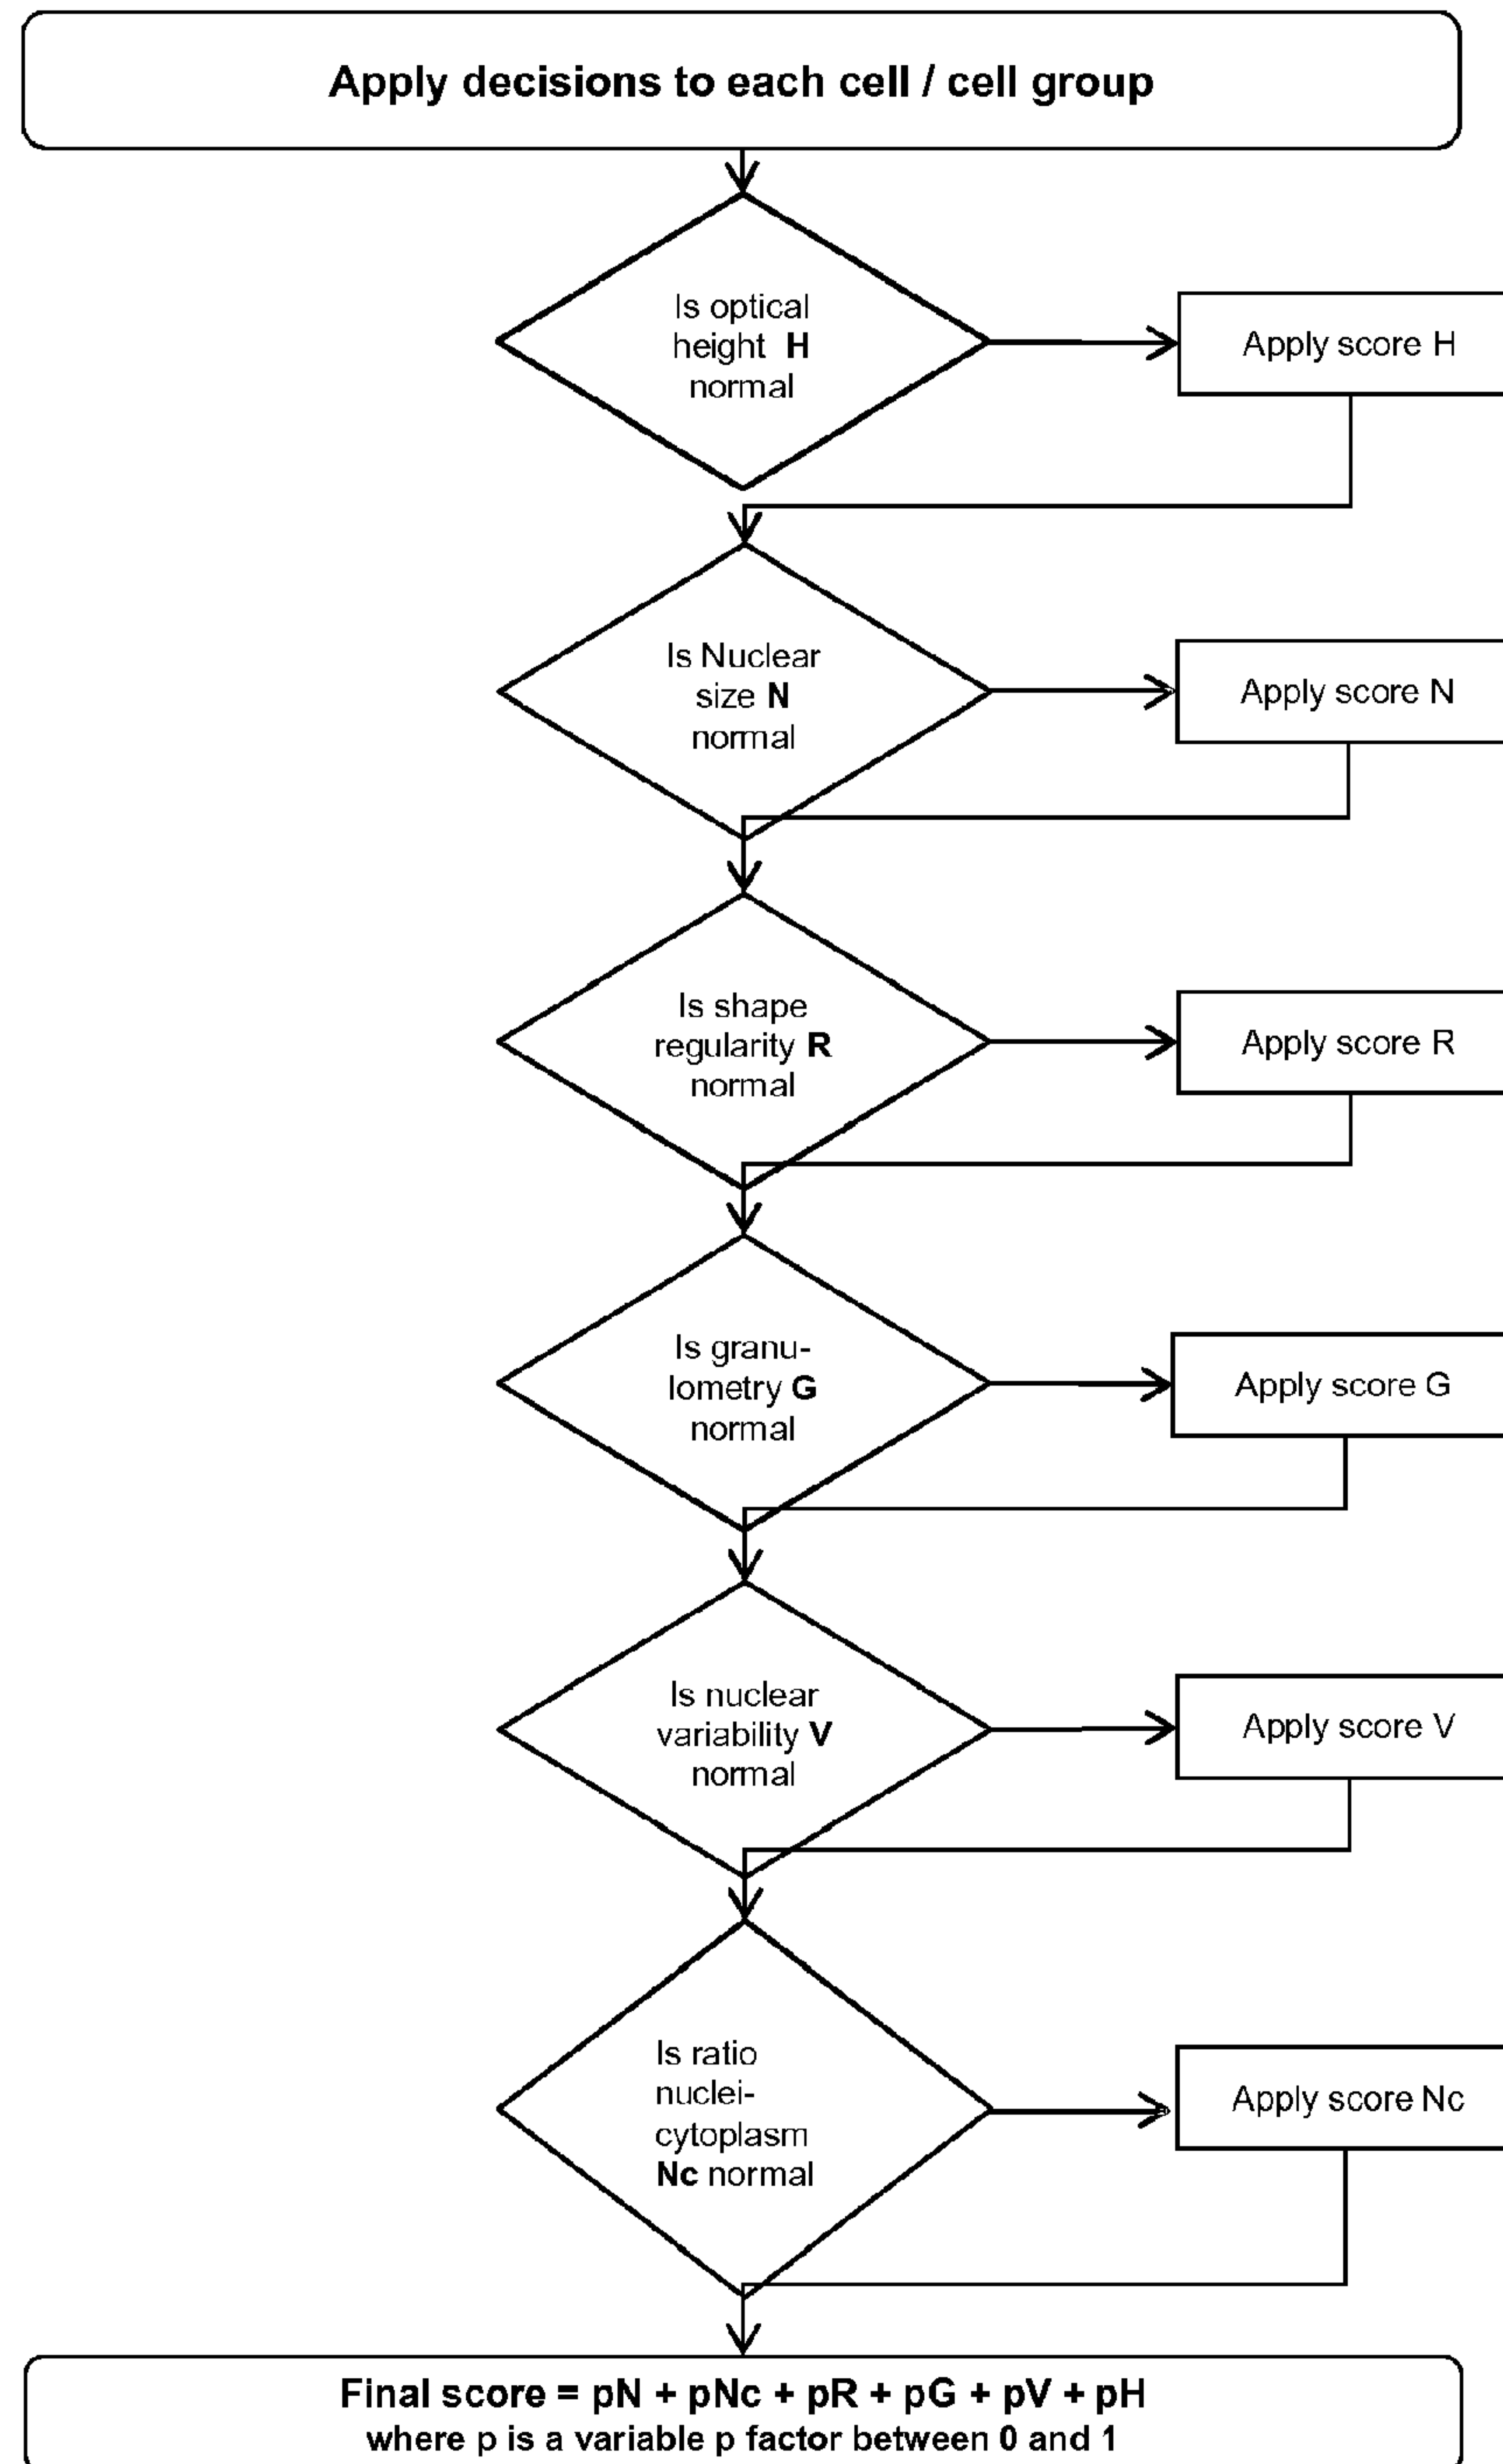 Apply decisions to each cell / cell group
Is optical
height H
normal
Apply score H
Is Nuclear
size N
normal
Apply score N
Is shape
regularity R
normal
Apply score R
Is granu-
lometry G
normal
Apply score G
Is nuclear
variability V
normal
Apply score V
Is ratio
nuclei-
cytoplasm
Nc normal
Apply score Nc
Final score = pN + pNc + pR + pG + pV + pH
where p is a variable p factor between 0 and 1